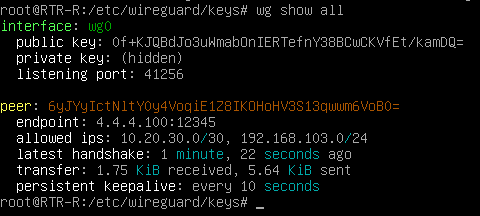 root@RTR-R:/etc/wireguard/keys# wg show all
interface: wg0
public key: 0f+KJQBdJo3uWmabOnIERTefnY38BCwCKVfEt/kamDQ=
private key: (hidden)
listening port: 41256
peer: 6yJYyIctNltYOy4VoqiE1Z8IKOHoHV3S13qwwm6VoB0=
endpoint: 4.4.4.100:12345
allowed ips: 10.20.30.0/30, 192.168.103.0/24
latest handshake: 1 minute, 22 seconds ago
transfer: 1.75 KiB received, 5.64 KiB sent
persistent keepalive: every 10 seconds
root@RTR-R:/etc/wireguard/keys# _